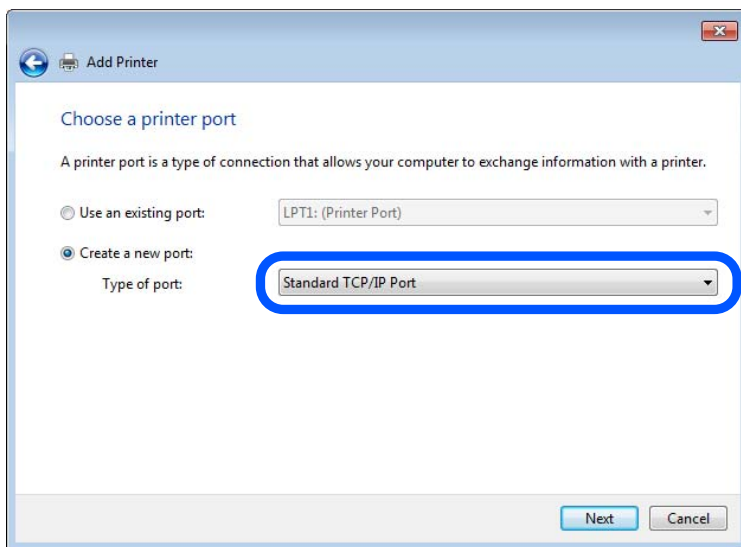 Add Printer
Choose a printer port
A printer port is a type of connection that allows your computer to exchange information with a printer.
Use an existing port: LPT1: (Printer Port)
Create a new port:
Type of port: Standard TCP/IP Port
Next Cancel